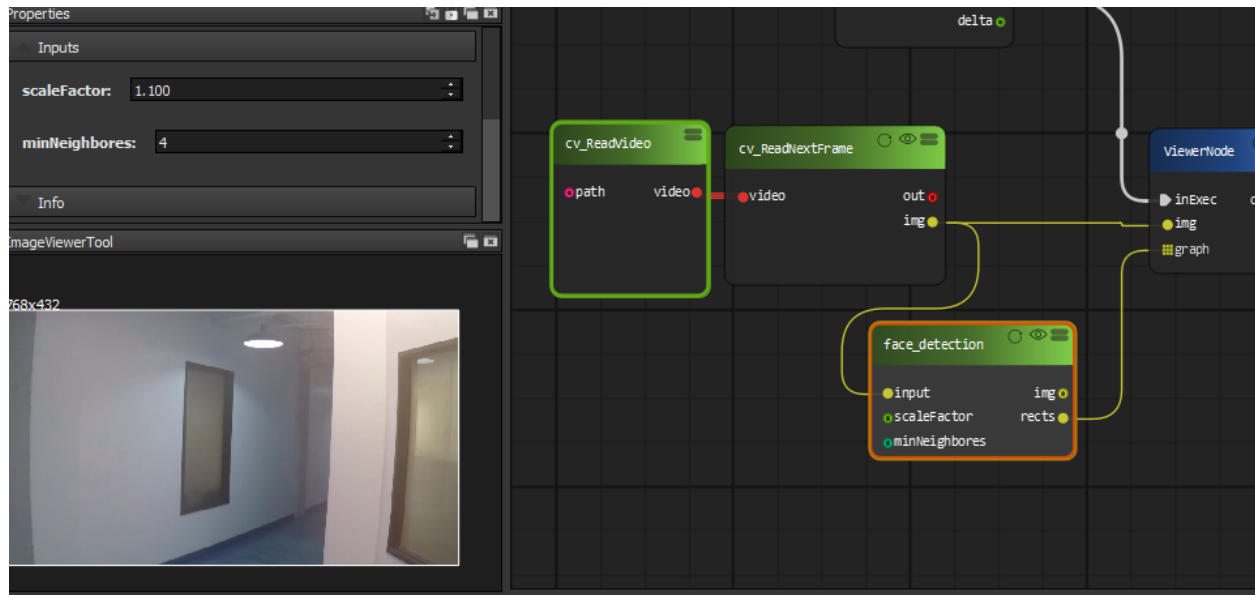 Properties
Inputs
scaleFactor: 1.100
minNeighbores: 4
Info
ImageViewerTool
768x432
delta
cv_ReadVideo
path video
cv_ReadNextFrame
video out
img
ViewerNode
inExec
img
graph
face_detection
input img
scaleFactor rects
minNeighbores